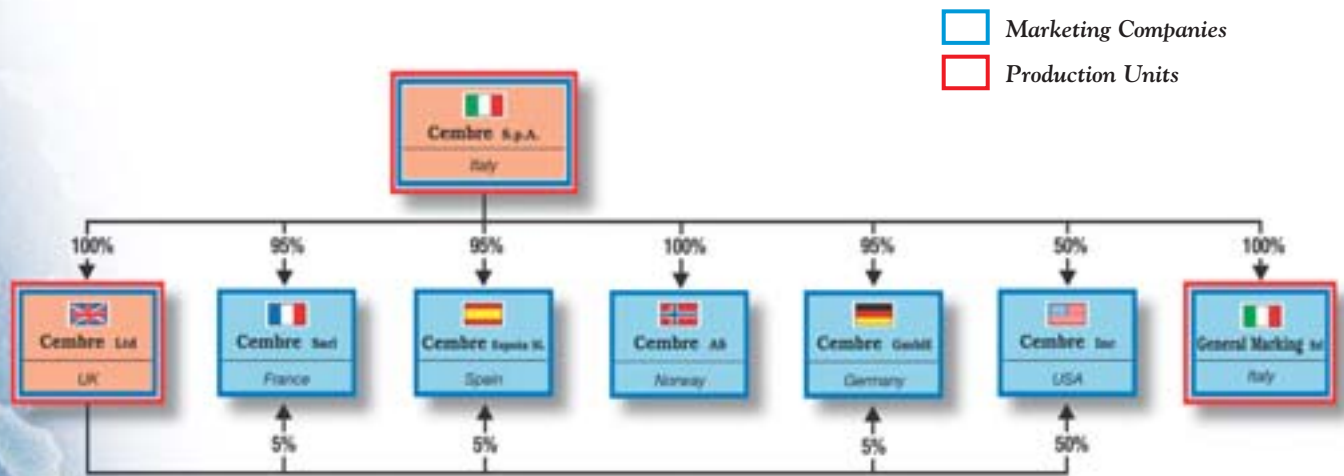 Marketing Companies
Production Units
Cembre S.p.A.
Italy
100%
95%
95%
100%
95%
50%
100%
Cembre Ltd
UK
Cembre Sarl
France
Cembre España SL
Spain
Cembre AS
Norway
Cembre GmbH
Germany
Cembre Inc
USA
General Marking Srl
Italy
5%
5%
5%
50%